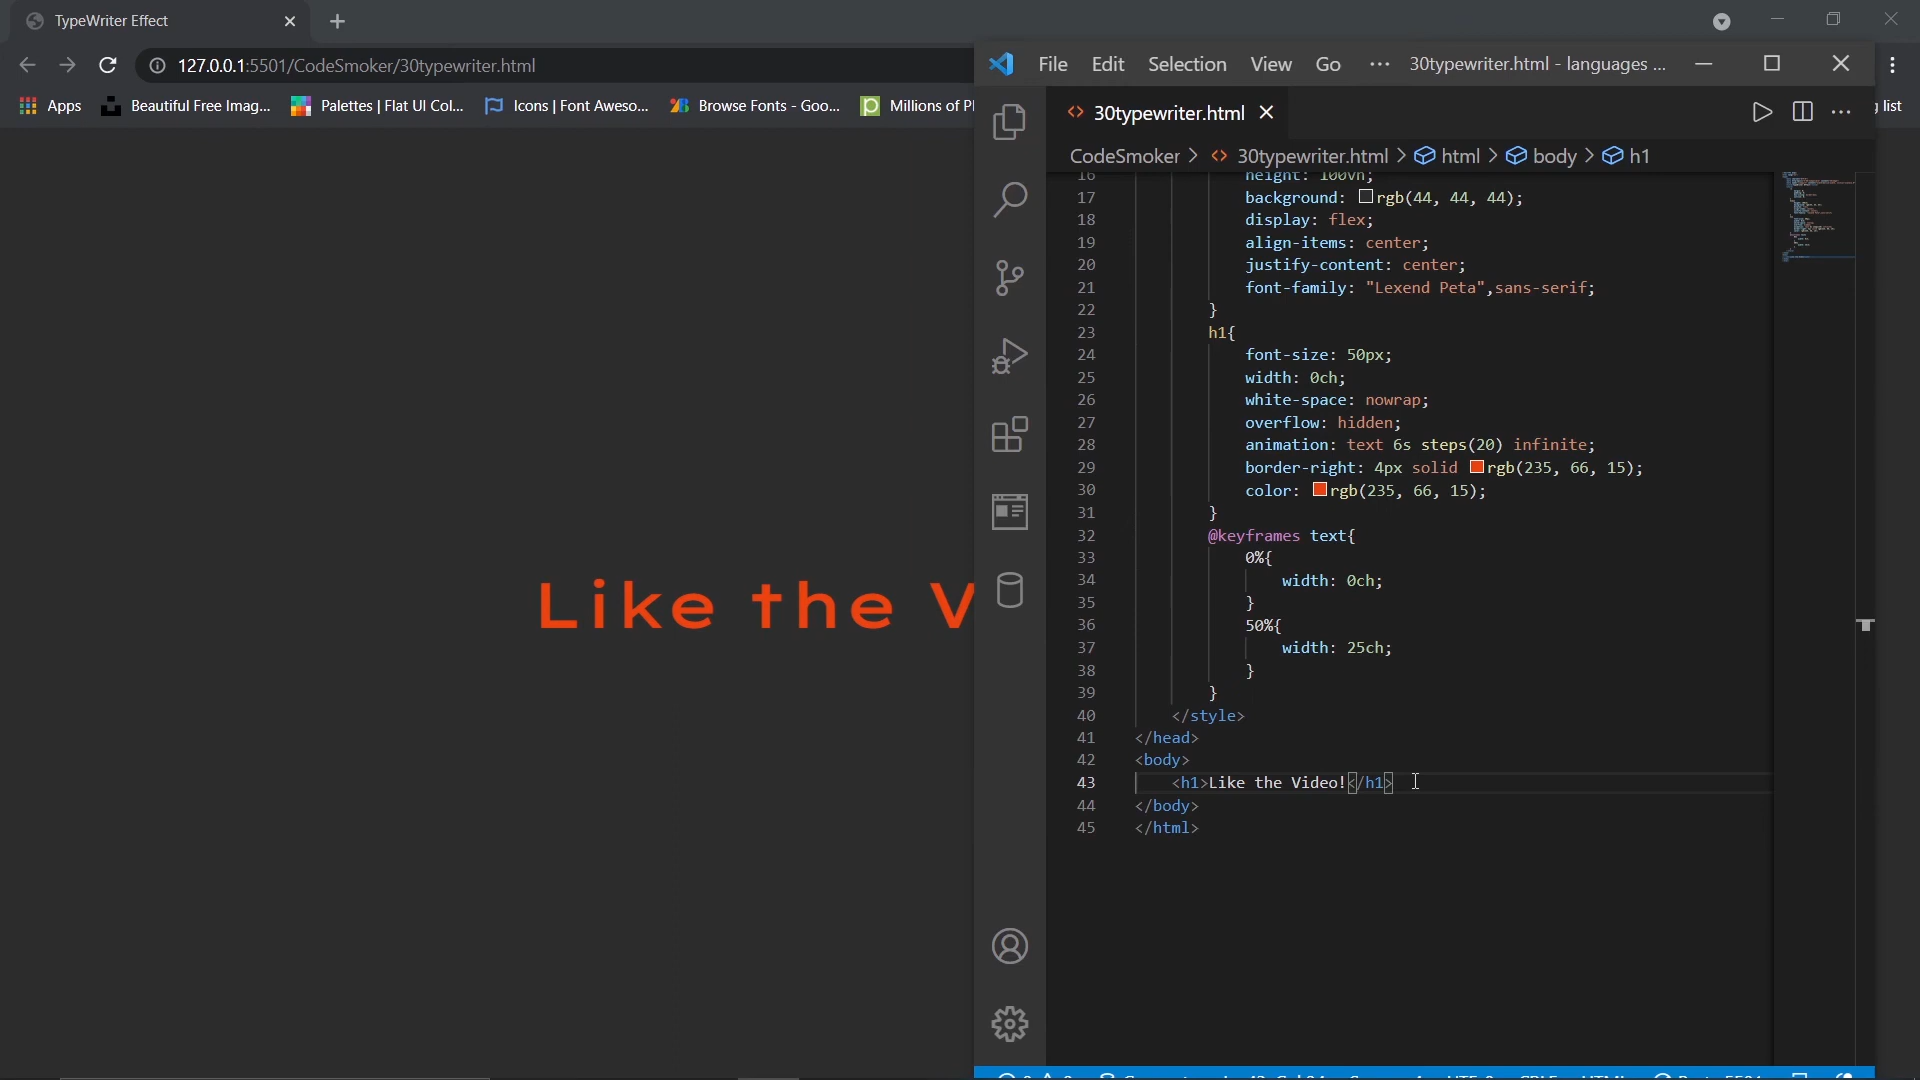 TypeWriter Effect
127.0.0.1:5501/CodeSmoker/30typewriter.html
Apps Beautiful Free Imag... Palettes | Flat UI Col... Icons | Font Aweso... Browse Fonts - Goo... Millions of P
list
File Edit Selection View Go ··· 30typewriter.html - languages ...
30typewriter.html
CodeSmoker > 30typewriter.html > html > body > h1
16 height: 100vh;
17 background: rgb(44, 44, 44);
18 display: flex;
19 align-items: center;
20 justify-content: center;
21 font-family: "Lexend Peta",sans-serif;
22 }
23 h1{
24 font-size: 50px;
25 width: 0ch;
26 white-space: nowrap;
27 overflow: hidden;
28 animation: text 6s steps(20) infinite;
29 border-right: 4px solid rgb(235, 66, 15);
30 color: rgb(235, 66, 15);
31 }
32 @keyframes text{
33 0%{
34 width: 0ch;
35 }
36 50%{
37 width: 25ch;
38 }
39 }
40 </style>
41 </head>
42 <body>
43 <h1>Like the Video!</h1>
44 </body>
45 </html>
Like the V